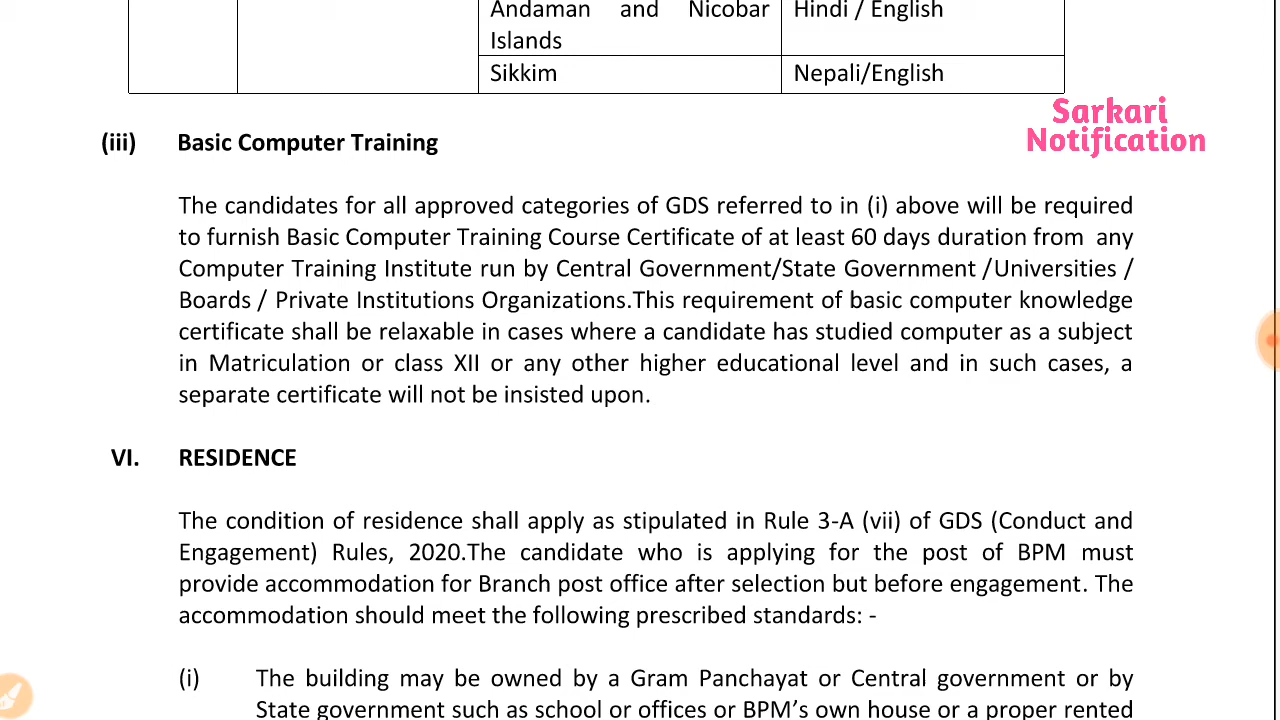 Andaman and Nicobar Hindi / English
Islands
Sikkim Nepali/English
Sarkari
Notification
(iii) Basic Computer Training
The candidates for all approved categories of GDS referred to in (i) above will be required
to furnish Basic Computer Training Course Certificate of at least 60 days duration from any
Computer Training Institute run by Central Government/State Government /Universities /
Boards / Private Institutions Organizations.This requirement of basic computer knowledge
certificate shall be relaxable in cases where a candidate has studied computer as a subject
in Matriculation or class XII or any other higher educational level and in such cases, a
separate certificate will not be insisted upon.
VI. RESIDENCE
The condition of residence shall apply as stipulated in Rule 3-A (vii) of GDS (Conduct and
Engagement) Rules, 2020.The candidate who is applying for the post of BPM must
provide accommodation for Branch post office after selection but before engagement. The
accommodation should meet the following prescribed standards: -
(i) The building may be owned by a Gram Panchayat or Central government or by
State government such as school or offices or BPM’s own house or a proper rented